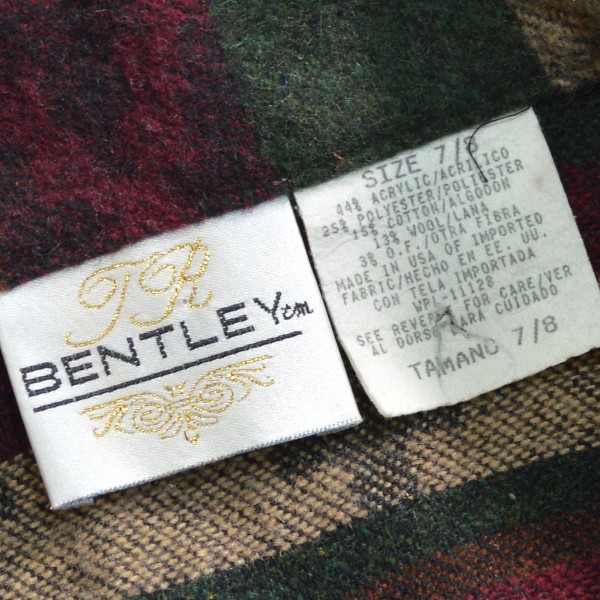 JR
BENTLEY
SIZE 7/8
44% ACRYLIC/ACRILICO
25% POLYESTER/POLIESTER
15% COTTON/ALGODON
13% WOOL/LANA
3% O.F./OTRA FIBRA
MADE IN USA OF IMPORTED
FABRIC/HECHO EN EE. UU.
CON TELA IMPORTADA
WPL-11128
SEE REVERSE FOR CARE/VER
AL DORSO PARA CUIDADO
TAMANO 7/8